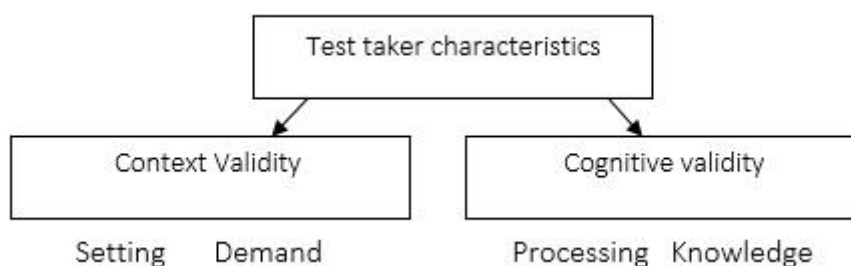 Test taker characteristics
Context Validity
Cognitive validity
Setting Demand
Processing Knowledge